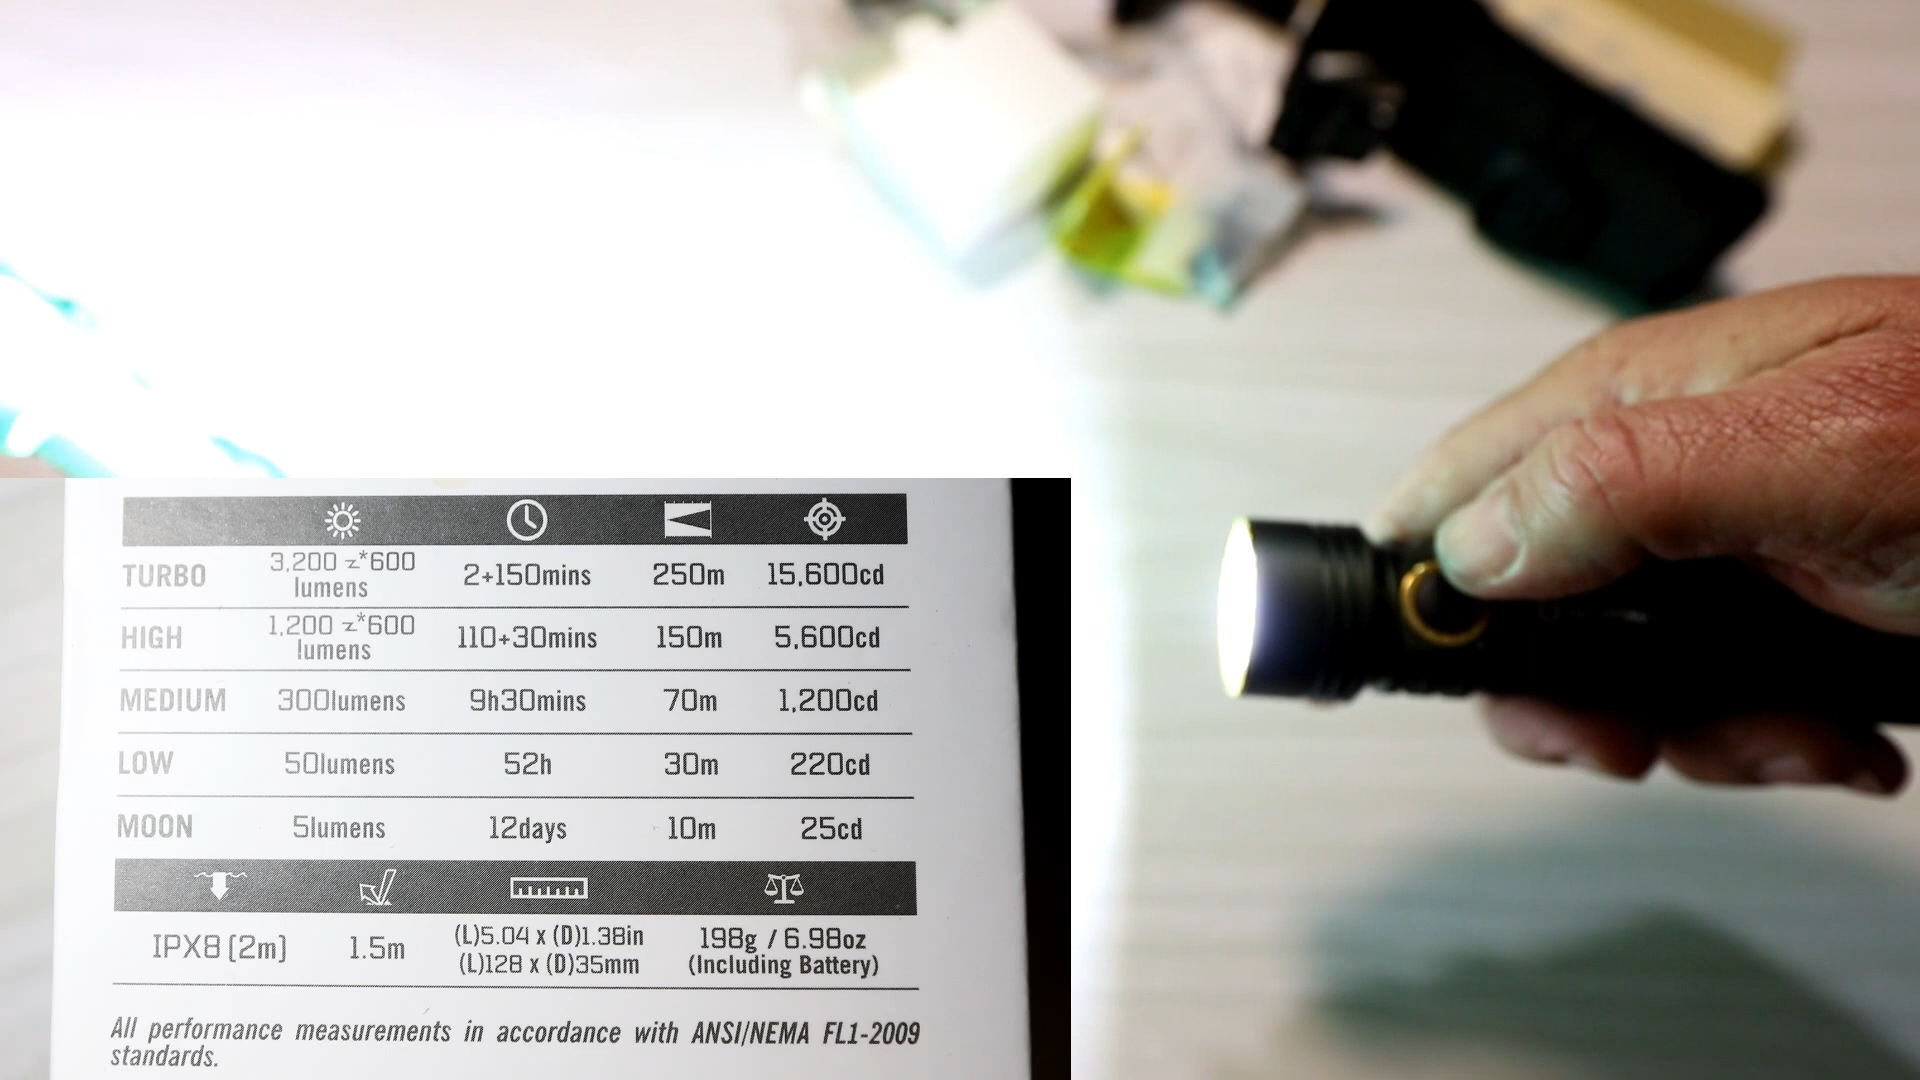 TURBO 3,200 z*600 lumens 2+150mins 250m 15,600cd
HIGH 1,200 z*600 lumens 110+30mins 150m 5,600cd
MEDIUM 300lumens 9h30mins 70m 1,200cd
LOW 50lumens 52h 30m 220cd
MOON 5lumens 12days 10m 25cd
IPX8 (2m) 1.5m (L)5.04 x (D)1.38in 198g / 6.98oz
(L)128 x (D)35mm (Including Battery)
All performance measurements in accordance with ANSI/NEMA FL1-2009
standards.